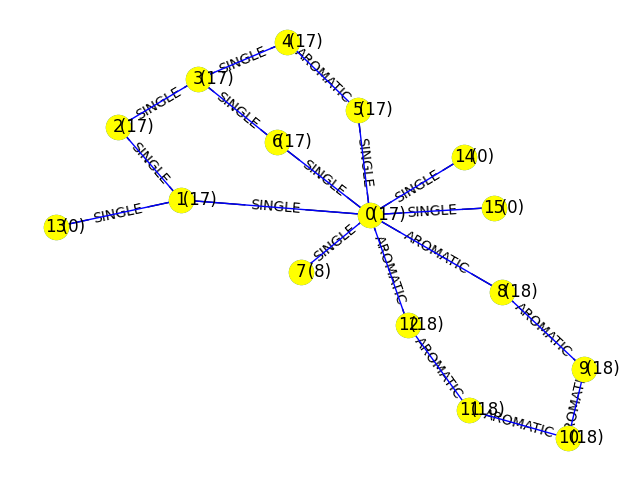 4(17)
SINGLE
3(17)
AROMATIC
SINGLE
5(17)
SINGLE
2(17)
6(17)
SINGLE
SINGLE
SINGLE
14(0)
SINGLE
1(17)
SINGLE
13(0)
SINGLE
0(17)
SINGLE
15(0)
SINGLE
7(8)
AROMATIC
AROMATIC
8(18)
AROMATIC
12(18)
AROMATIC
9(18)
AROMATIC
11(18)
AROMATIC
10(18)